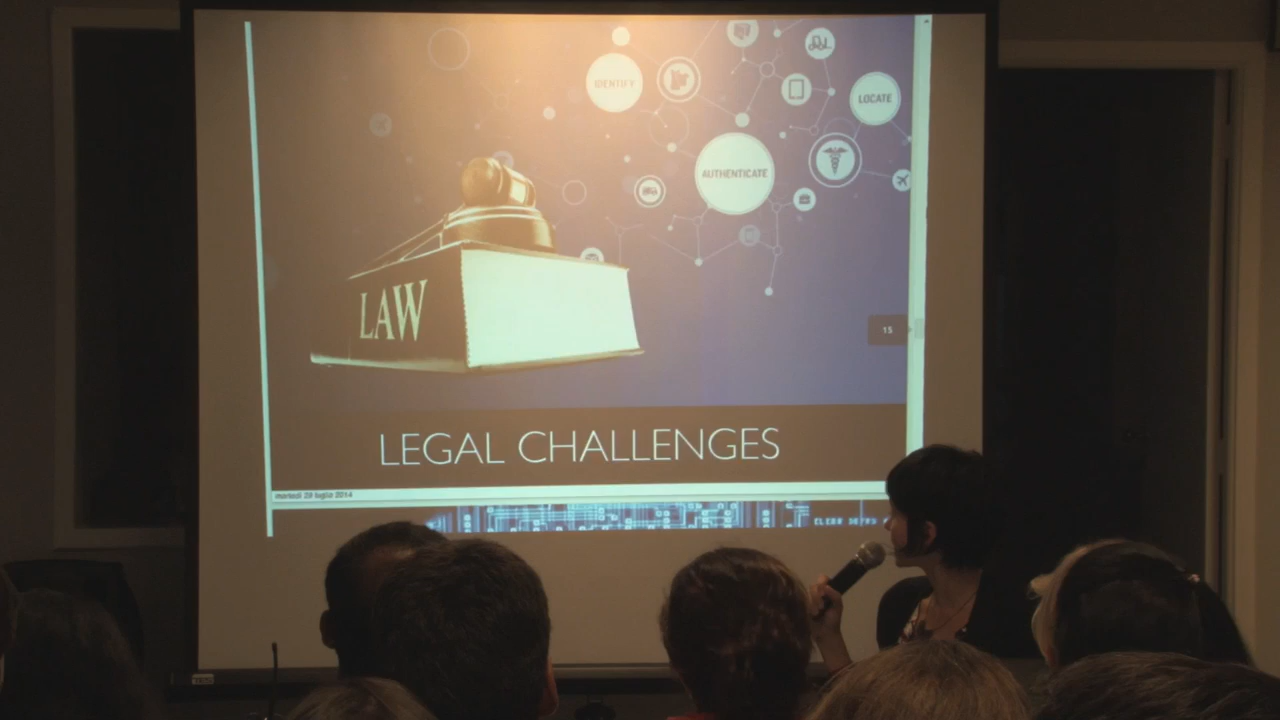 IDENTIFY
LOCATE
AUTHENTICATE
LAW
15
LEGAL CHALLENGES
martedì 29 luglio 2014